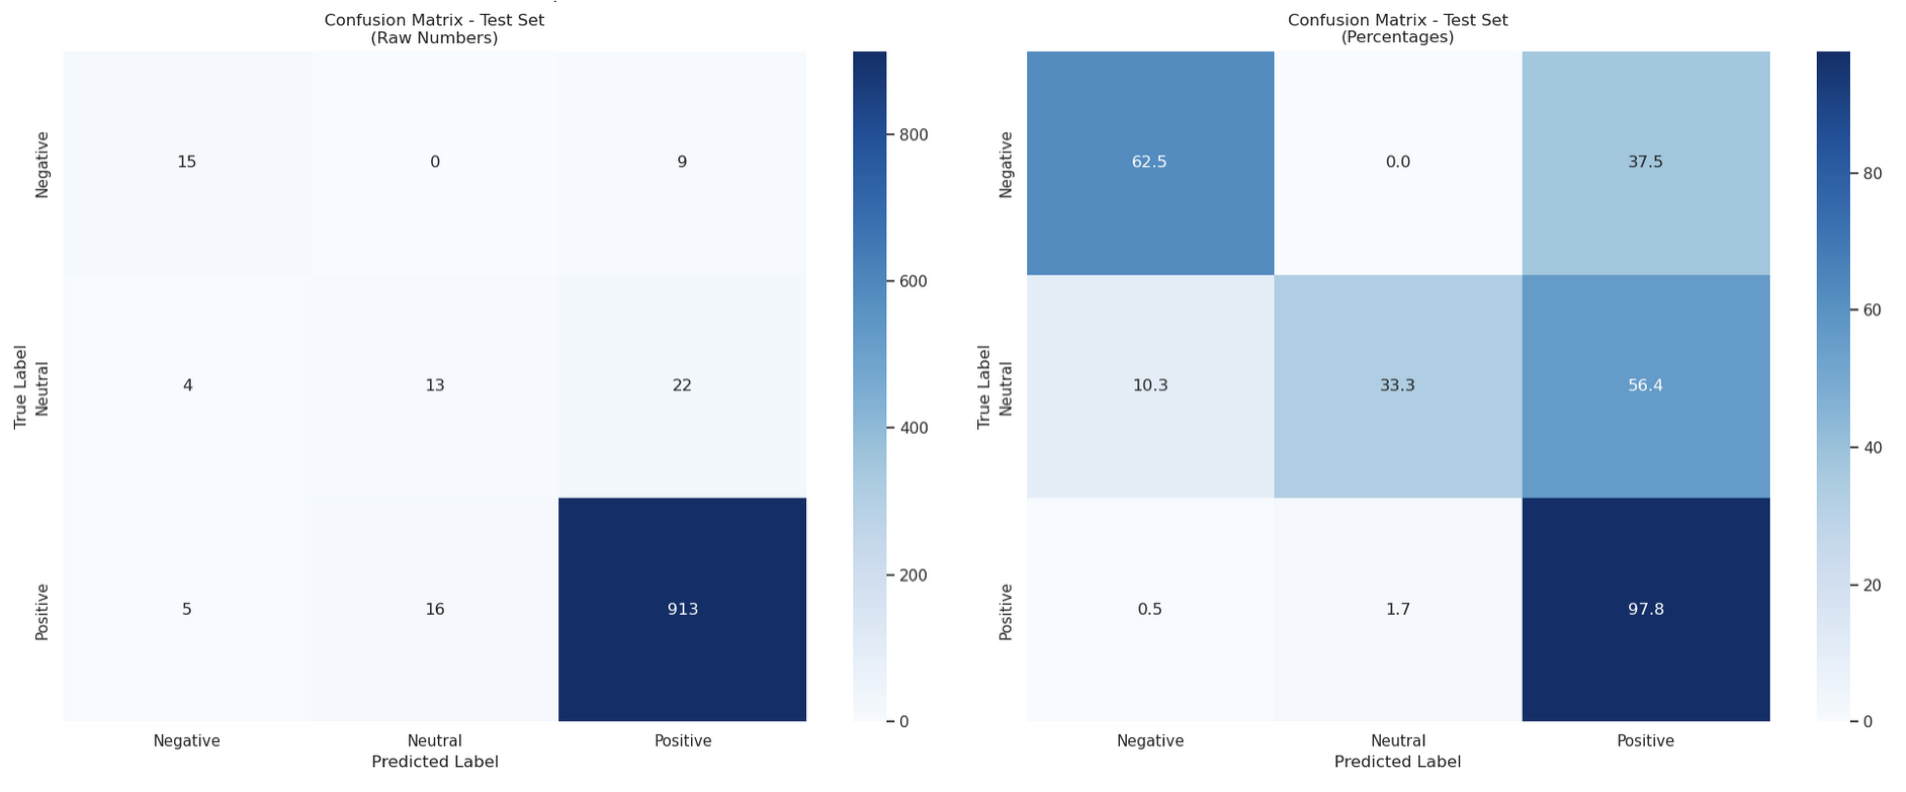 Confusion Matrix - Test Set
(Raw Numbers)
Negative
15
0
9
True Label
Neutral
4
13
22
Positive
5
16
913
Negative
Neutral
Positive
Predicted Label
800
600
400
200
0
Confusion Matrix - Test Set
(Percentages)
Negative
62.5
0.0
37.5
True Label
Neutral
10.3
33.3
56.4
Positive
0.5
1.7
97.8
Negative
Neutral
Positive
Predicted Label
80
60
40
20
0